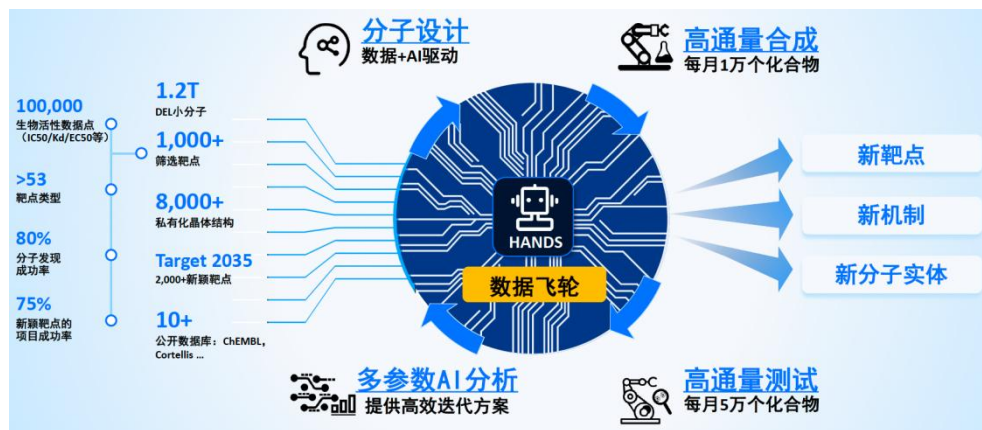 分子设计
数据+AI驱动
高通量合成
每月1万个化合物
100,000
生物活性数据点
（IC50/Kd/EC50等）
>53
靶点类型
80%
分子发现
成功率
75%
新颖靶点的
项目成功率
1.2T
DEL小分子
1,000+
筛选靶点
8,000+
私有化晶体结构
Target 2035
2,000+新颖靶点
10+
公开数据库：ChEMBL，
Cortellis ...
HANDS
数据飞轮
新靶点
新机制
新分子实体
多参数AI分析
提供高效迭代方案
高通量测试
每月5万个化合物